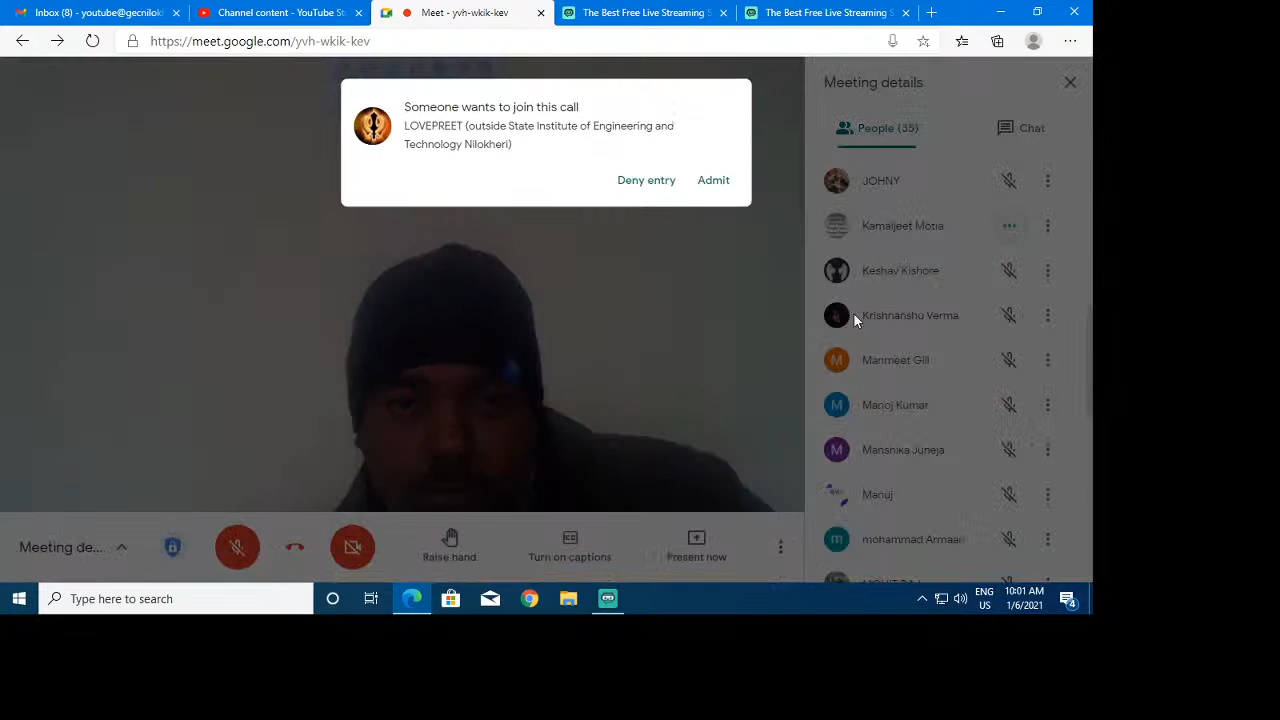 Inbox (8) - youtube@gecnilok
Channel content - YouTube St
Meet - yvh-wkik-kev
The Best Free Live Streaming S
The Best Free Live Streaming S
https://meet.google.com/yvh-wkik-kev
Someone wants to join this call
LOVEPREET (outside State Institute of Engineering and
Technology Nilokheri)
Deny entry
Admit
Meeting details
People (35)
Chat
JOHNY
Kamaljeet Motia
Keshav Kishore
Krishnanshu Verma
Manmeet Gill
M
Manoj Kumar
M
Manshika Juneja
M
Manuj
mohammad Armaan
m
Meeting de...
Raise hand
Turn on captions
Present now
Type here to search
ENG
US
10:01 AM
1/6/2021
4